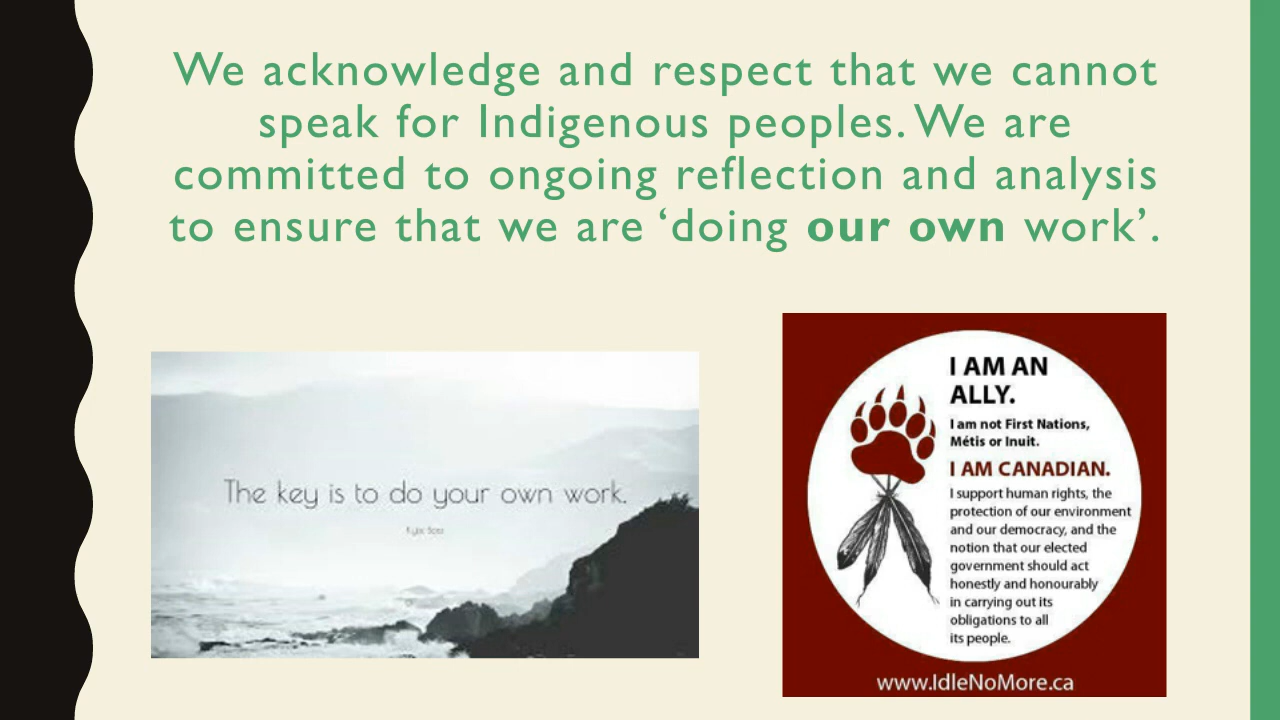 We acknowledge and respect that we cannot
speak for Indigenous peoples. We are
committed to ongoing reflection and analysis
to ensure that we are ‘doing our own work’.
The key is to do your own work.
I AM AN
ALLY.
I am not First Nations,
Métis or Inuit.
I AM CANADIAN.
I support human rights, the
protection of our environment
and our democracy, and the
notion that our elected
government should act
honestly and honourably
in carrying out its
obligations to all
its people.
www.IdleNoMore.ca